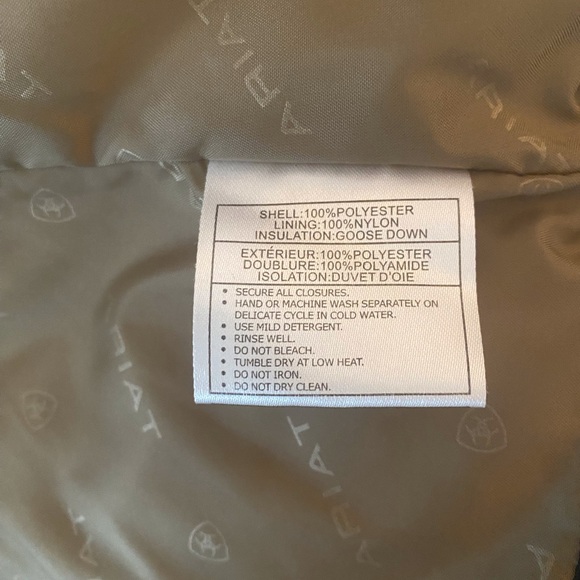 ARIAT
SHELL:100%POLYESTER
LINING:100%NYLON
INSULATION:GOOSE DOWN
EXTÉRIEUR:100%POLYESTER
DOUBLURE:100%POLYAMIDE
ISOLATION:DUVET D'OIE
• SECURE ALL CLOSURES.
• HAND OR MACHINE WASH SEPARATELY ON
DELICATE CYCLE IN COLD WATER.
• USE MILD DETERGENT.
• RINSE WELL.
• DO NOT BLEACH.
• TUMBLE DRY AT LOW HEAT.
• DO NOT IRON.
• DO NOT DRY CLEAN.
ARIAT